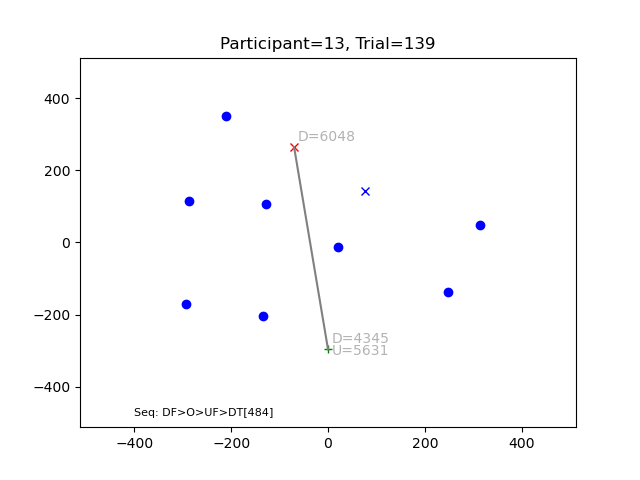 Participant=13, Trial=139
400
200
0
−200
−400
D=6048
D=4345
U=5631
Seq: DF>O>UF>DT[484]
−400 −200 0 200 400